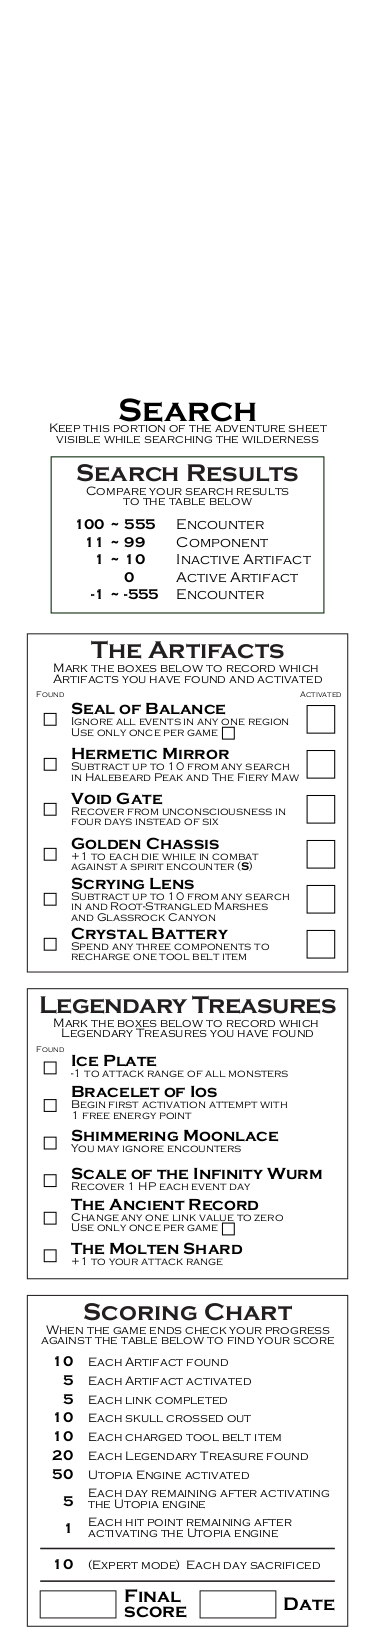 Search
Keep this portion of the adventure sheet
visible while searching the wilderness
Search Results
Compare your search results
to the table below
100 ~ 555 Encounter
11 ~ 99 Component
1 ~ 10 Inactive Artifact
0 Active Artifact
-1 ~ -555 Encounter
The Artifacts
Mark the boxes below to record which
Artifacts you have found and activated
Found Activated
Seal of Balance
Ignore all events in any one region
Use only once per game
Hermetic Mirror
Subtract up to 10 from any search
in Halebeard Peak and The Fiery Maw
Void Gate
Recover from unconsciousness in
four days instead of six
Golden Chassis
+1 to each die while in combat
against a spirit encounter (S)
Scrying Lens
Subtract up to 10 from any search
in and Root-Strangled Marshes
and Glassrock Canyon
Crystal Battery
Spend any three components to
recharge one tool belt item
Legendary Treasures
Mark the boxes below to record which
Legendary Treasures you have found
Found
Ice Plate
-1 to attack range of all monsters
Bracelet of Ios
Begin first activation attempt with
1 free energy point
Shimmering Moonlace
You may ignore encounters
Scale of the Infinity Wurm
Recover 1 HP each event day
The Ancient Record
Change any one link value to zero
Use only once per game
The Molten Shard
+1 to your attack range
Scoring Chart
When the game ends check your progress
against the table below to find your score
10 Each Artifact found
5 Each Artifact activated
5 Each link completed
10 Each skull crossed out
10 Each charged tool belt item
20 Each Legendary Treasure found
50 Utopia Engine activated
5 Each day remaining after activating
the Utopia engine
1 Each hit point remaining after
activating the Utopia engine
10 (Expert mode) Each day sacrificed
Final
score
Date